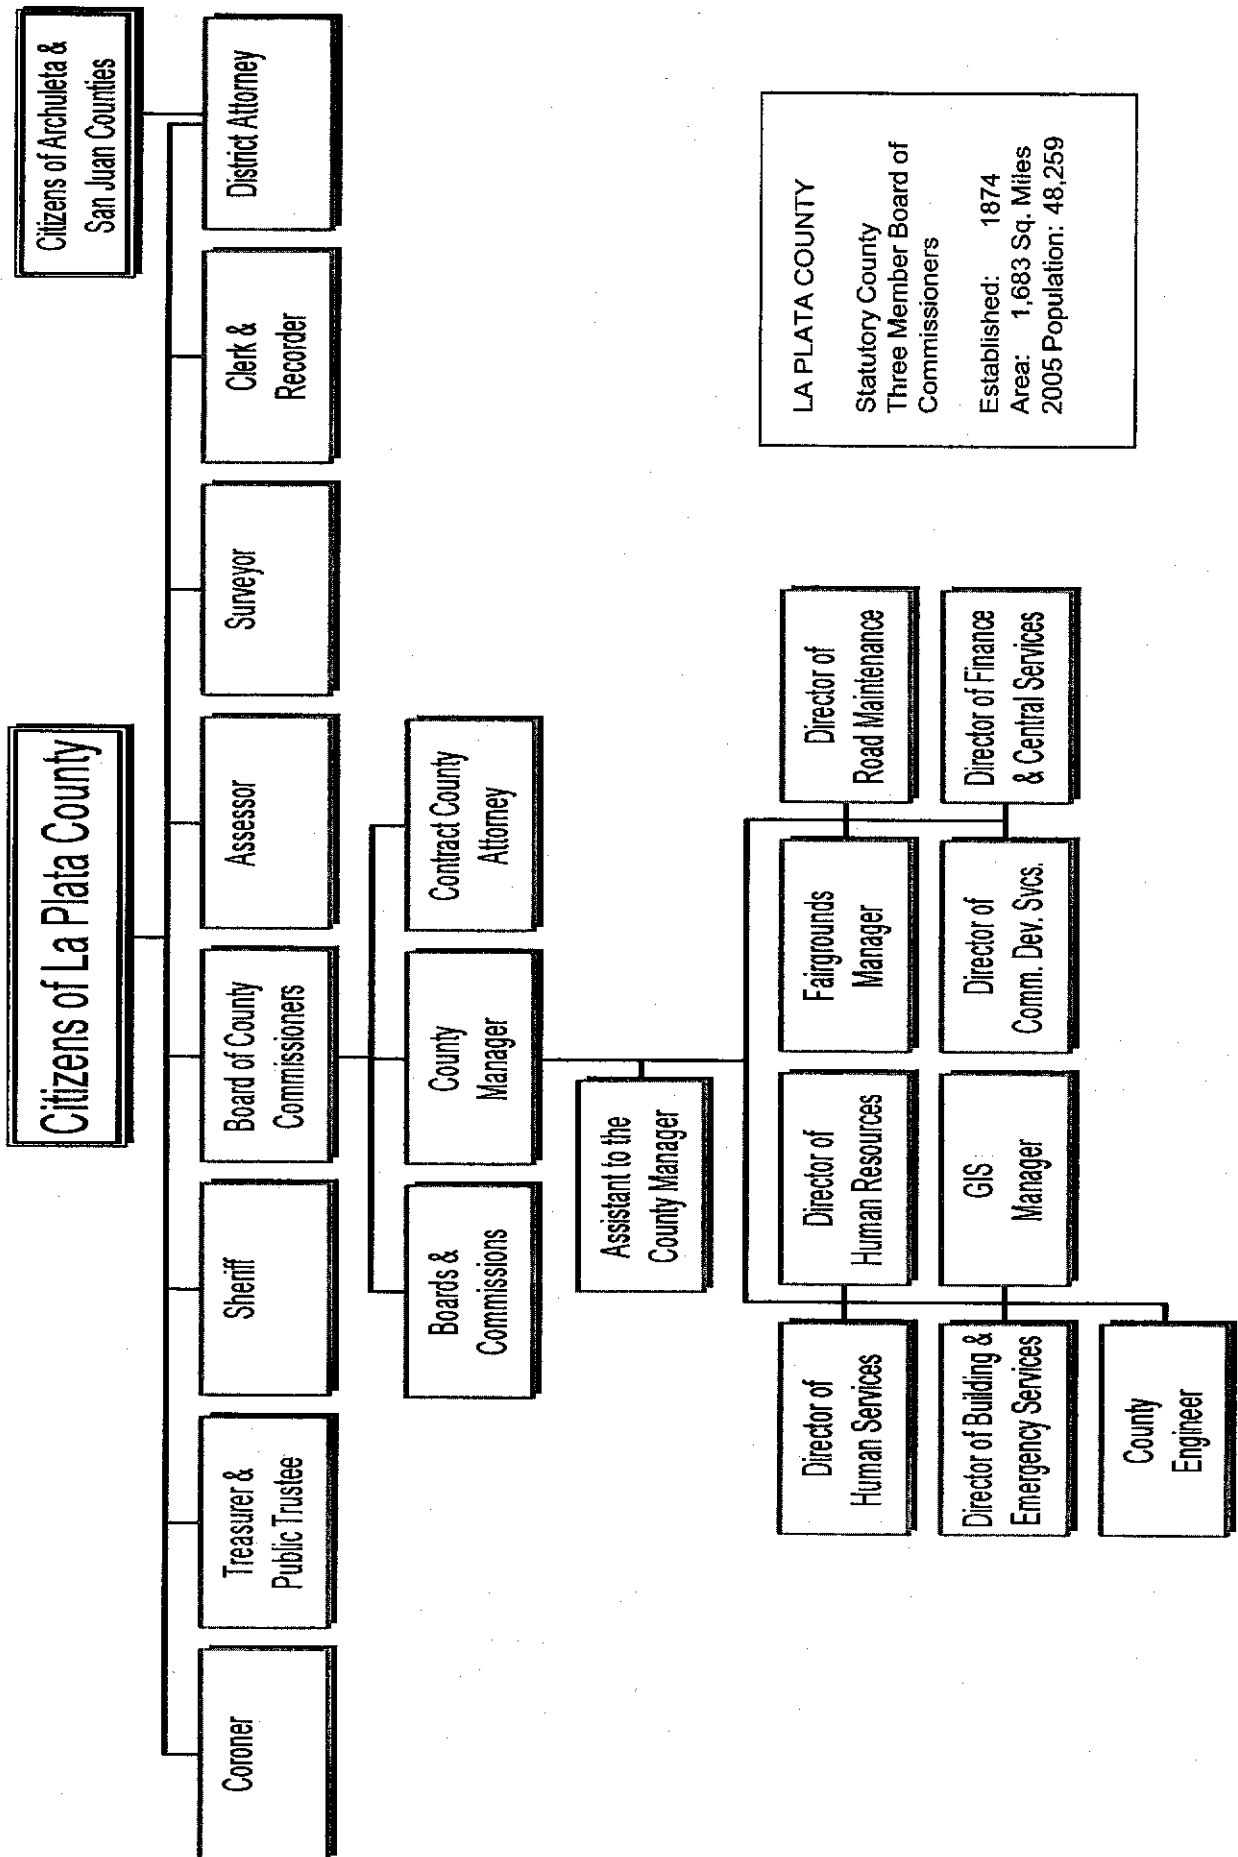 Citizens of La Plata County
Citizens of Archuleta &
San Juan Counties
Coroner
Treasurer &
Public Trustee
Sheriff
Board of County
Commissioners
Assessor
Surveyor
Clerk &
Recorder
District Attorney
Boards &
Commissions
County
Manager
Contract County
Attorney
Assistant to the
County Manager
Director of
Human Services
Director of
Human Resources
Fairgrounds
Manager
Director of
Road Maintenance
Director of Building &
Emergency Services
GIS
Manager
Director of
Comm. Dev. Svcs.
Director of Finance
& Central Services
County
Engineer
LA PLATA COUNTY
Statutory County
Three Member Board of
Commissioners
Established: 1874
Area: 1,683 Sq. Miles
2005 Population: 48,259